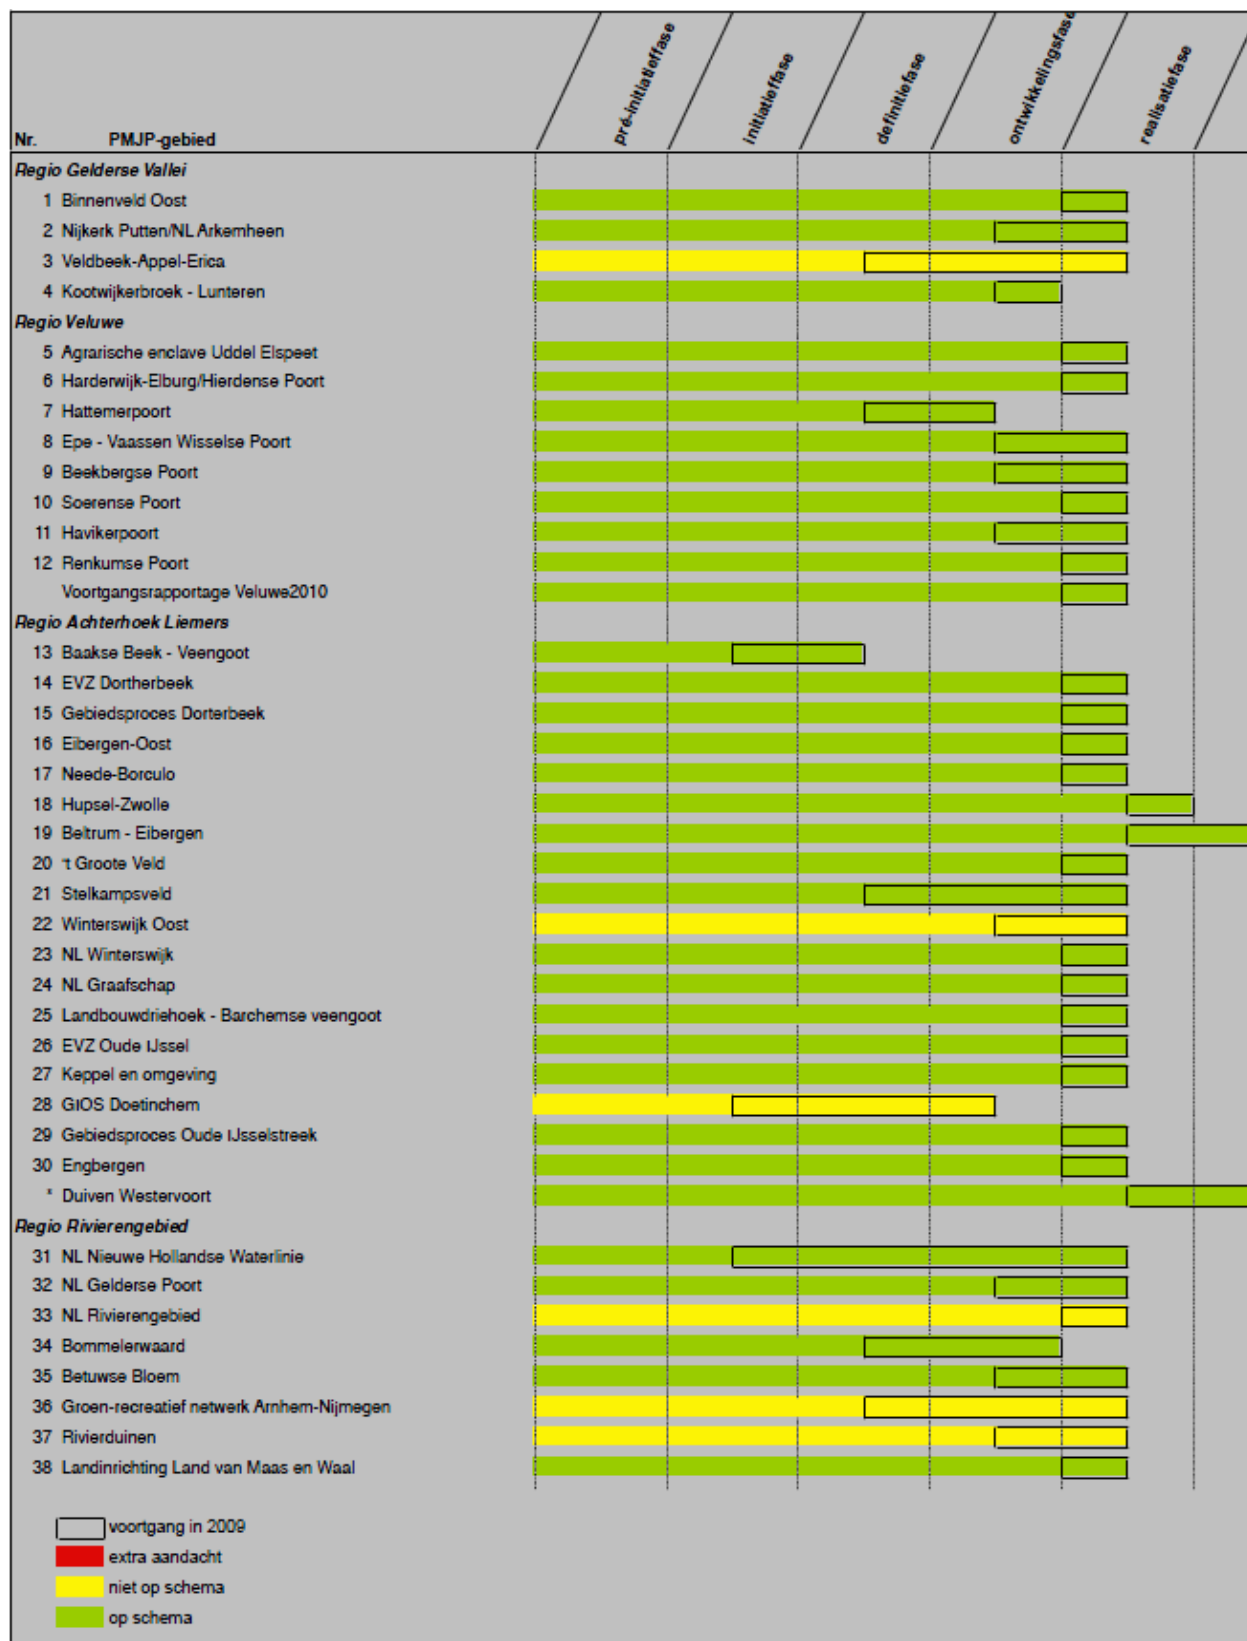 pré-initiatieffase
initiatieffase
definitiefase
ontwikkelingsfase
realisatiefase
Nr. PMJP-gebied
Regio Gelderse Vallei
1 Binnenveld Oost
2 Nijkerk Putten/NL Arkemheen
3 Veldbeek-Appel-Erica
4 Kootwijkerbroek - Lunteren
Regio Veluwe
5 Agrarische enclave Uddel Elspeet
6 Harderwijk-Elburg/Hierdense Poort
7 Hattemerpoort
8 Epe - Vaassen Wisselse Poort
9 Beekbergse Poort
10 Soerense Poort
11 Havikerpoort
12 Renkumse Poort
Voortgangsrapportage Veluwe2010
Regio Achterhoek Liemers
13 Baakse Beek - Veengoot
14 EVZ Dortherbeek
15 Gebiedsproces Dorterbeek
16 Eibergen-Oost
17 Neede-Borculo
18 Hupsel-Zwolle
19 Beltrum - Eibergen
20 't Groote Veld
21 Stelkampsveld
22 Winterswijk Oost
23 NL Winterswijk
24 NL Graafschap
25 Landbouwdriehoek - Barchemse veengoot
26 EVZ Oude IJssel
27 Keppel en omgeving
28 GIOS Doetinchem
29 Gebiedsproces Oude IJsselstreek
30 Engbergen
* Duiven Westervoort
Regio Rivierengebied
31 NL Nieuwe Hollandse Waterlinie
32 NL Gelderse Poort
33 NL Rivierengebied
34 Bommelerwaard
35 Betuwse Bloem
36 Groen-recreatief netwerk Arnhem-Nijmegen
37 Rivierduinen
38 Landinrichting Land van Maas en Waal
voortgang in 2009
extra aandacht
niet op schema
op schema